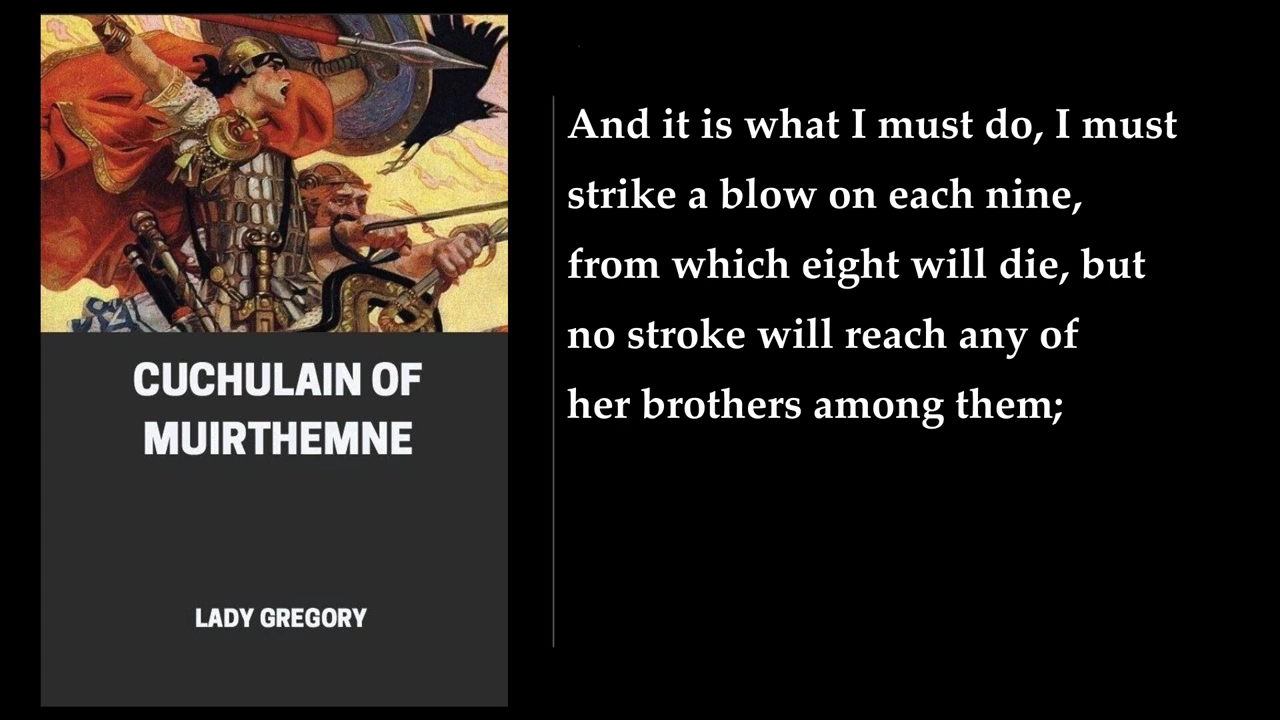 CUCHULAIN OF
MUIRTHEMNE
LADY GREGORY
And it is what I must do, I must
strike a blow on each nine,
from which eight will die, but
no stroke will reach any of
her brothers among them;